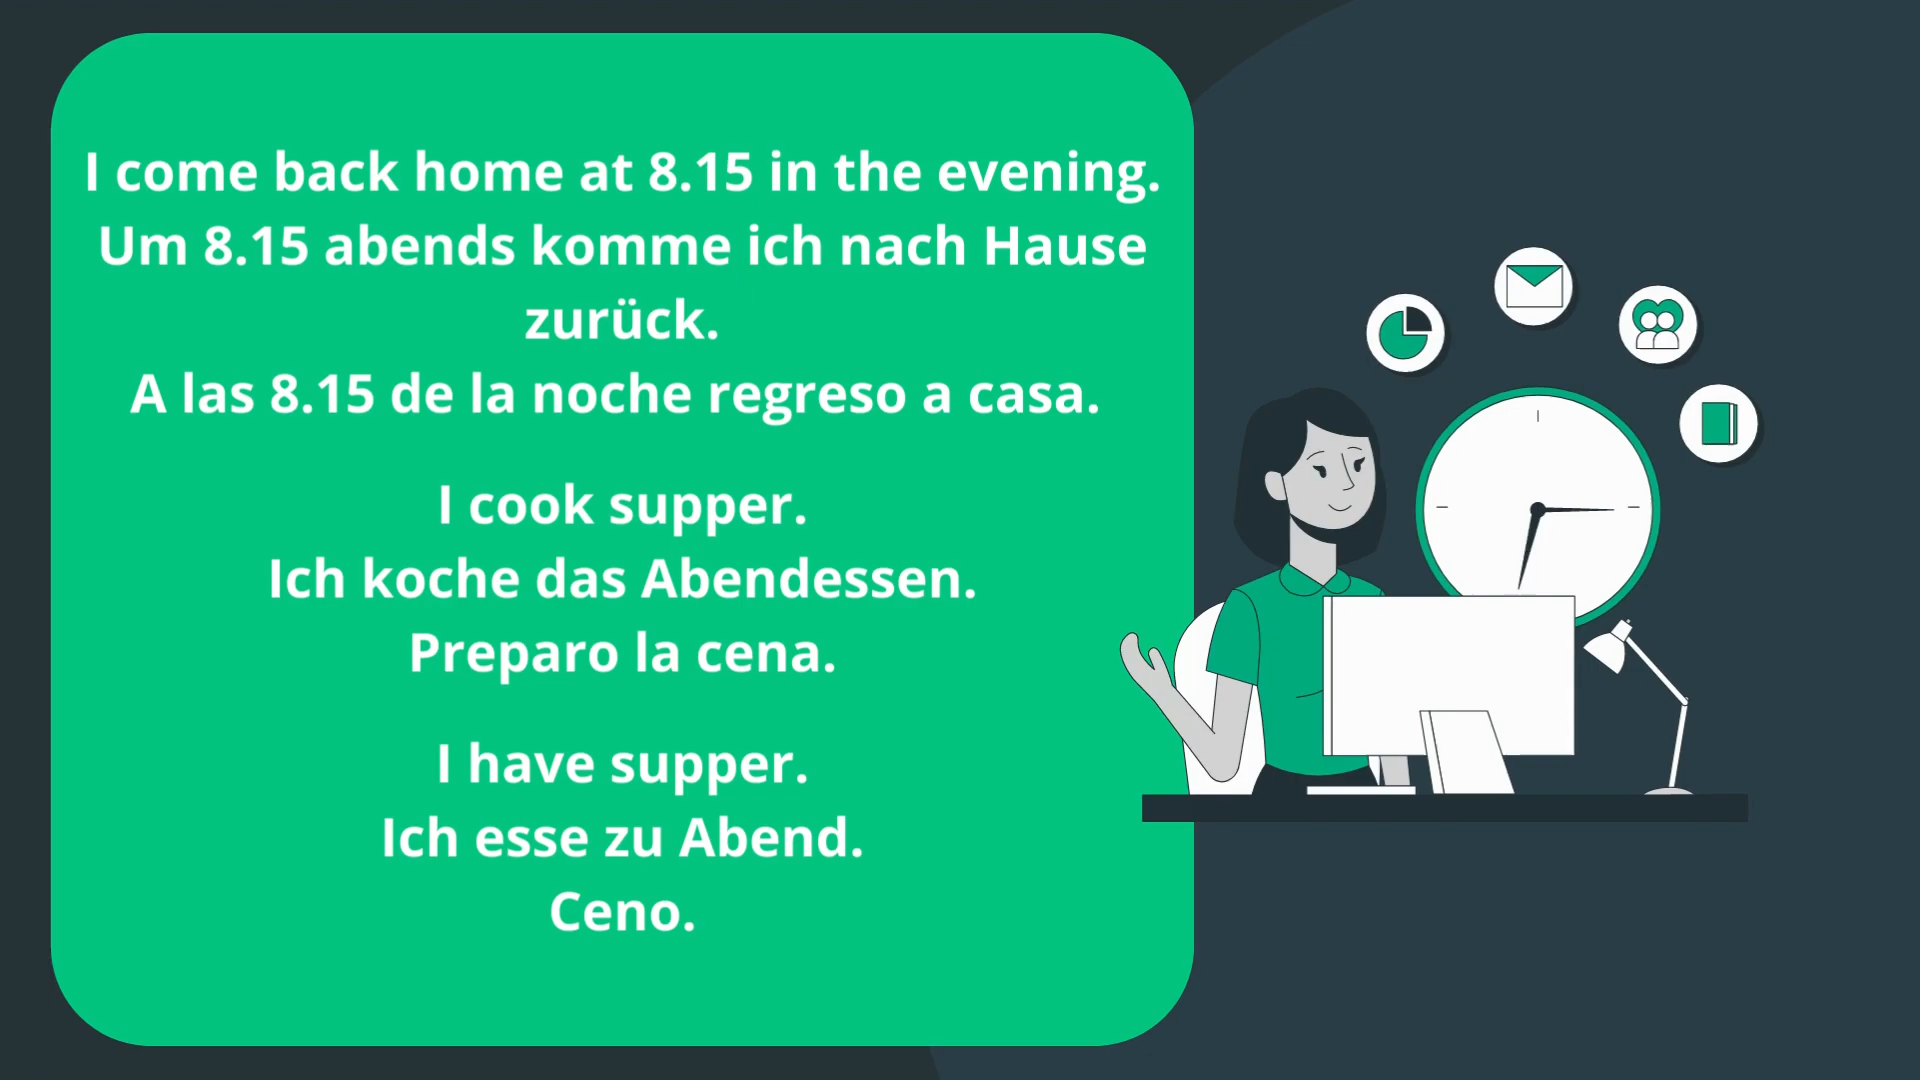 I come back home at 8.15 in the evening.
Um 8.15 abends komme ich nach Hause
zurück.
A las 8.15 de la noche regreso a casa.
I cook supper.
Ich koche das Abendessen.
Preparo la cena.
I have supper.
Ich esse zu Abend.
Ceno.